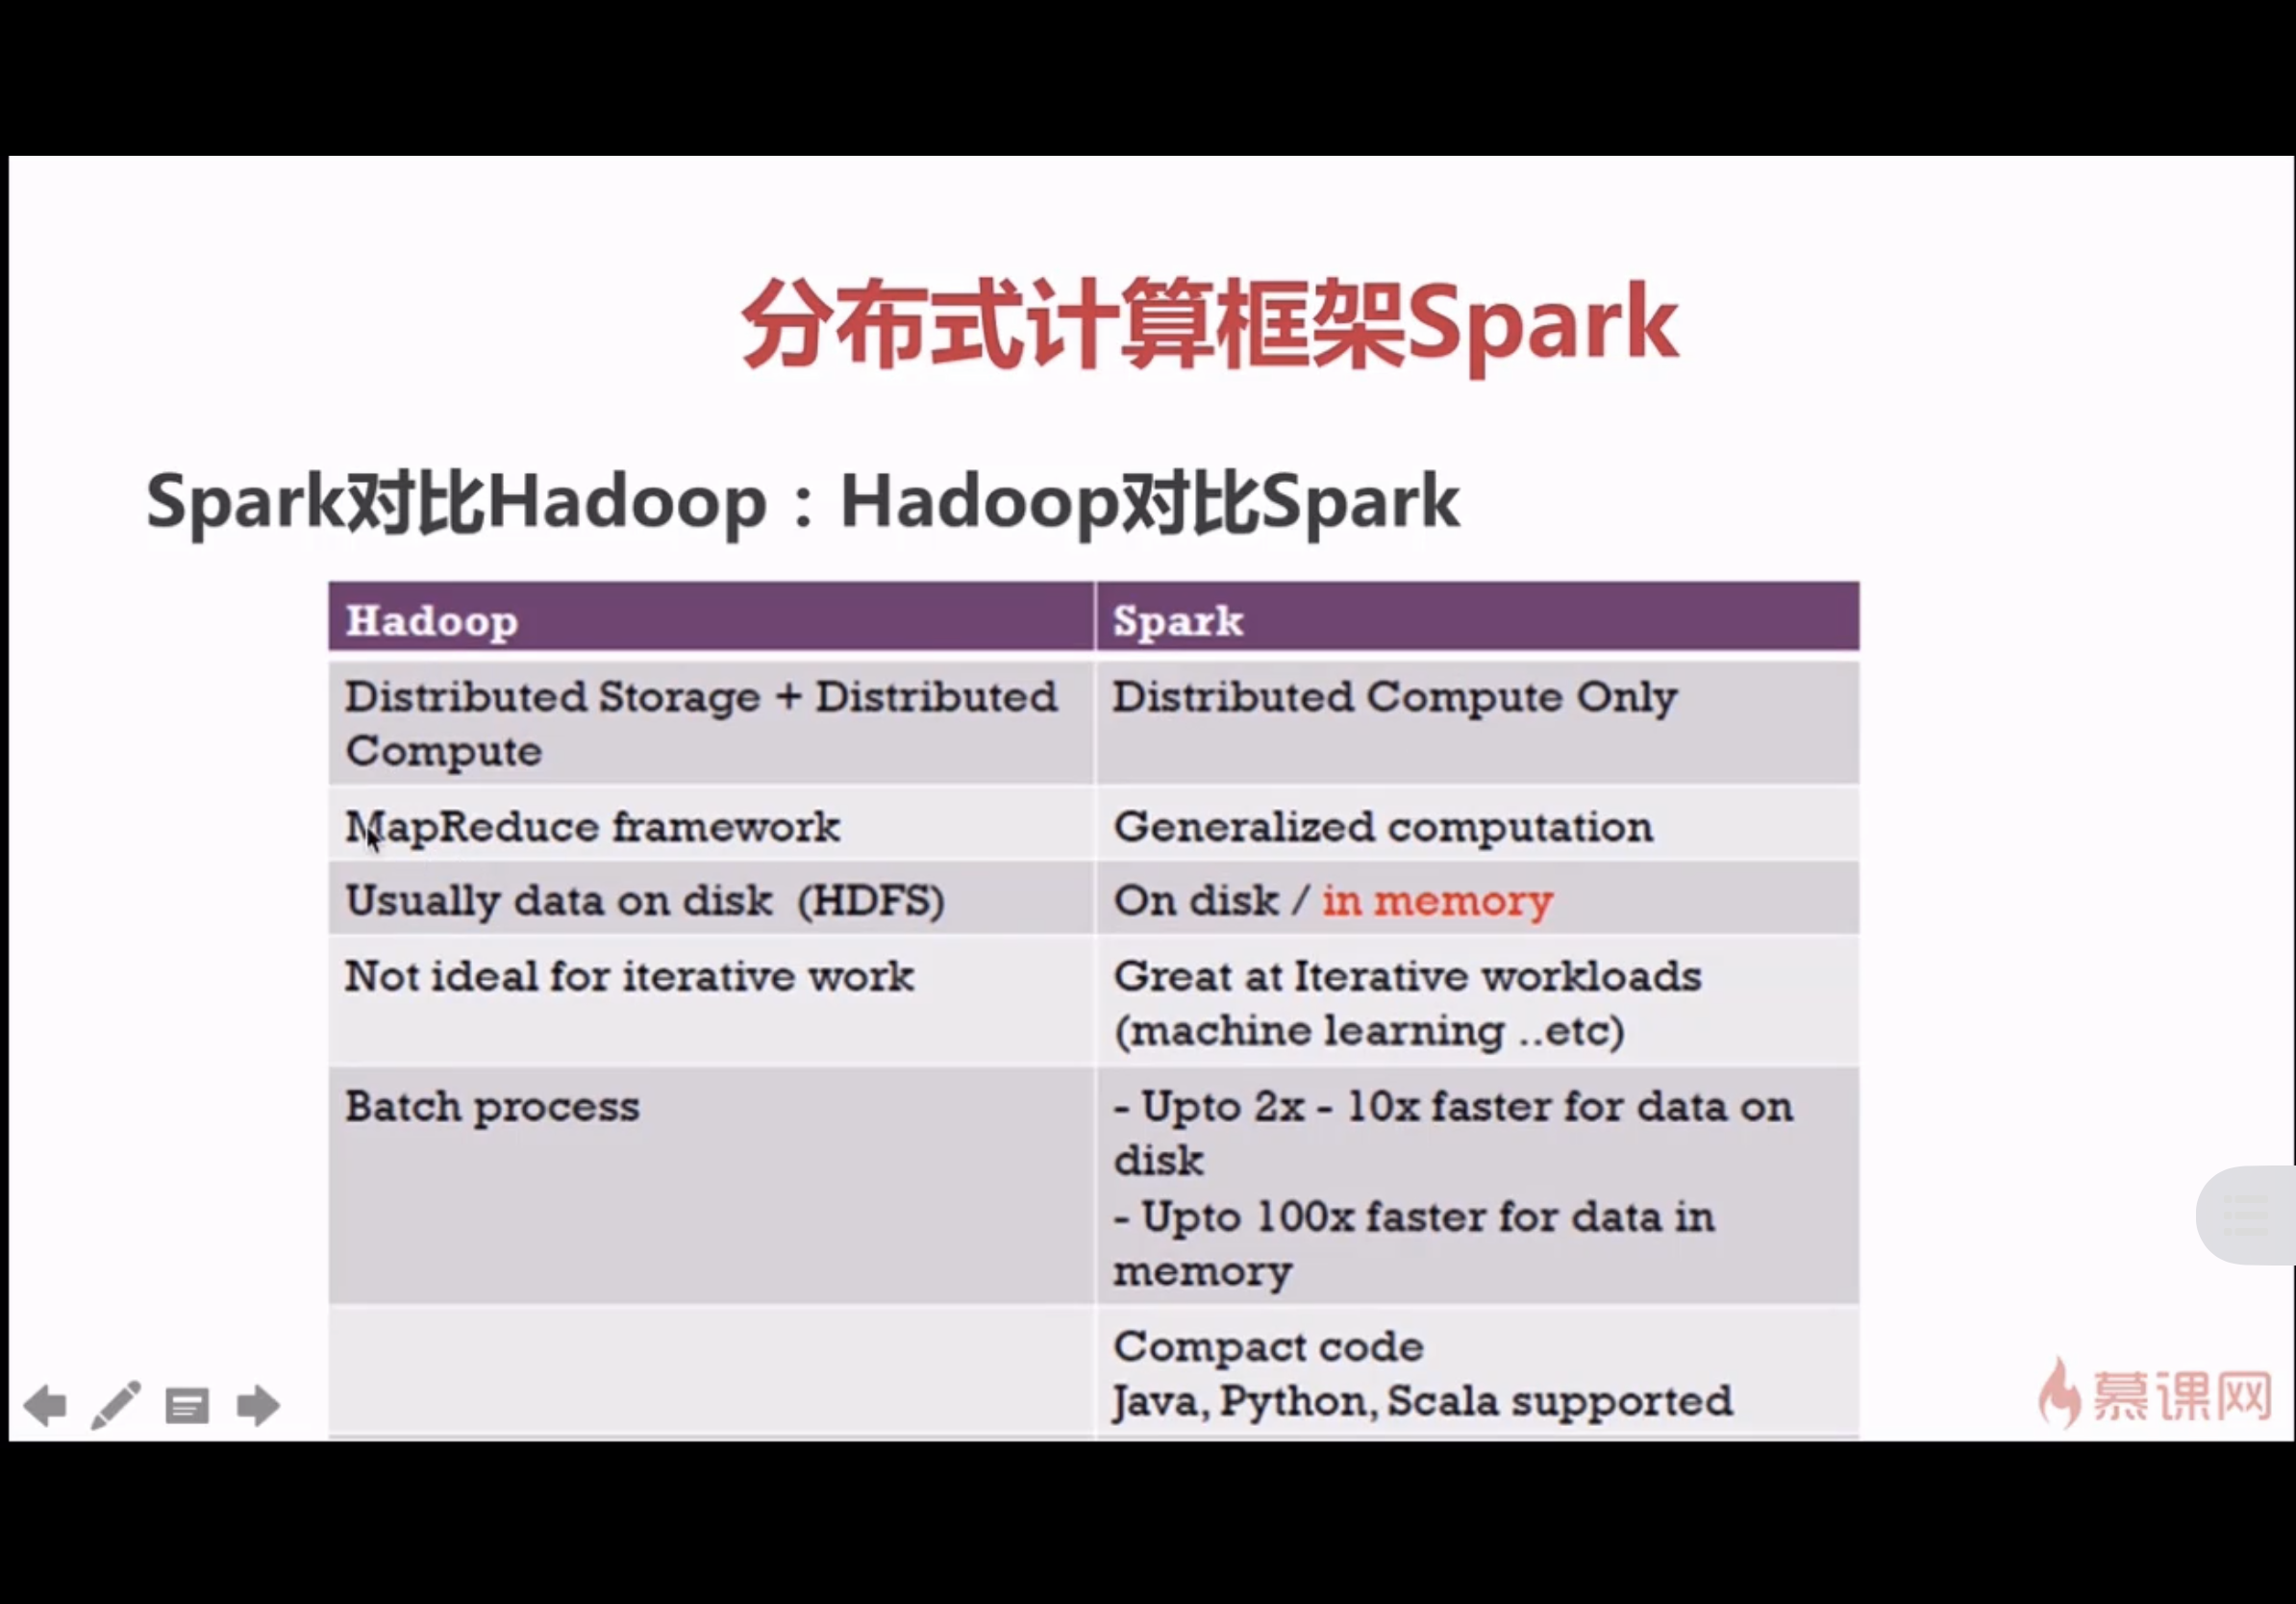 分布式计算框架Spark
Spark对比Hadoop：Hadoop对比Spark
Hadoop
Spark
Distributed Storage + Distributed
Compute
Distributed Compute Only
MapReduce framework
Generalized computation
Usually data on disk (HDFS)
On disk / in memory
Not ideal for iterative work
Great at Iterative workloads
(machine learning ..etc)
Batch process
- Upto 2x - 10x faster for data on
disk
- Upto 100x faster for data in
memory
Compact code
Java, Python, Scala supported
慕课网